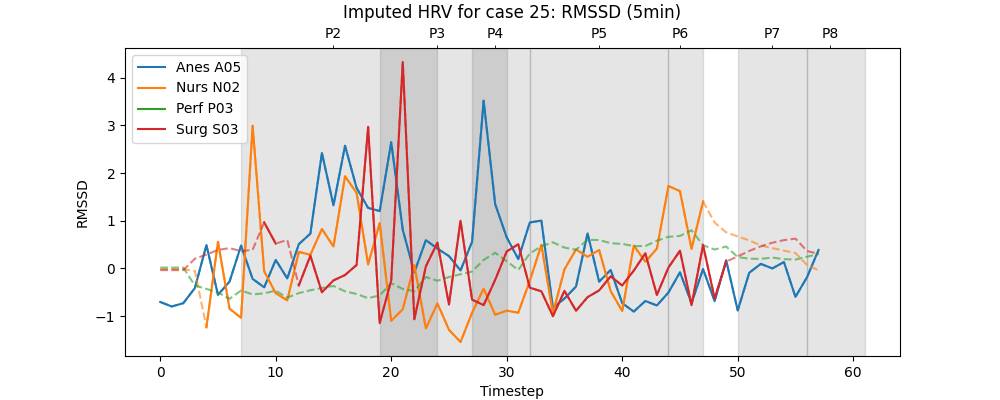 Imputed HRV for case 25: RMSSD (5min)
P2 P3 P4 P5 P6 P7 P8
Anes A05
Nurs N02
Perf P03
Surg S03
RMSSD
4
3
2
1
0
−1
0 10 20 30 40 50 60
Timestep